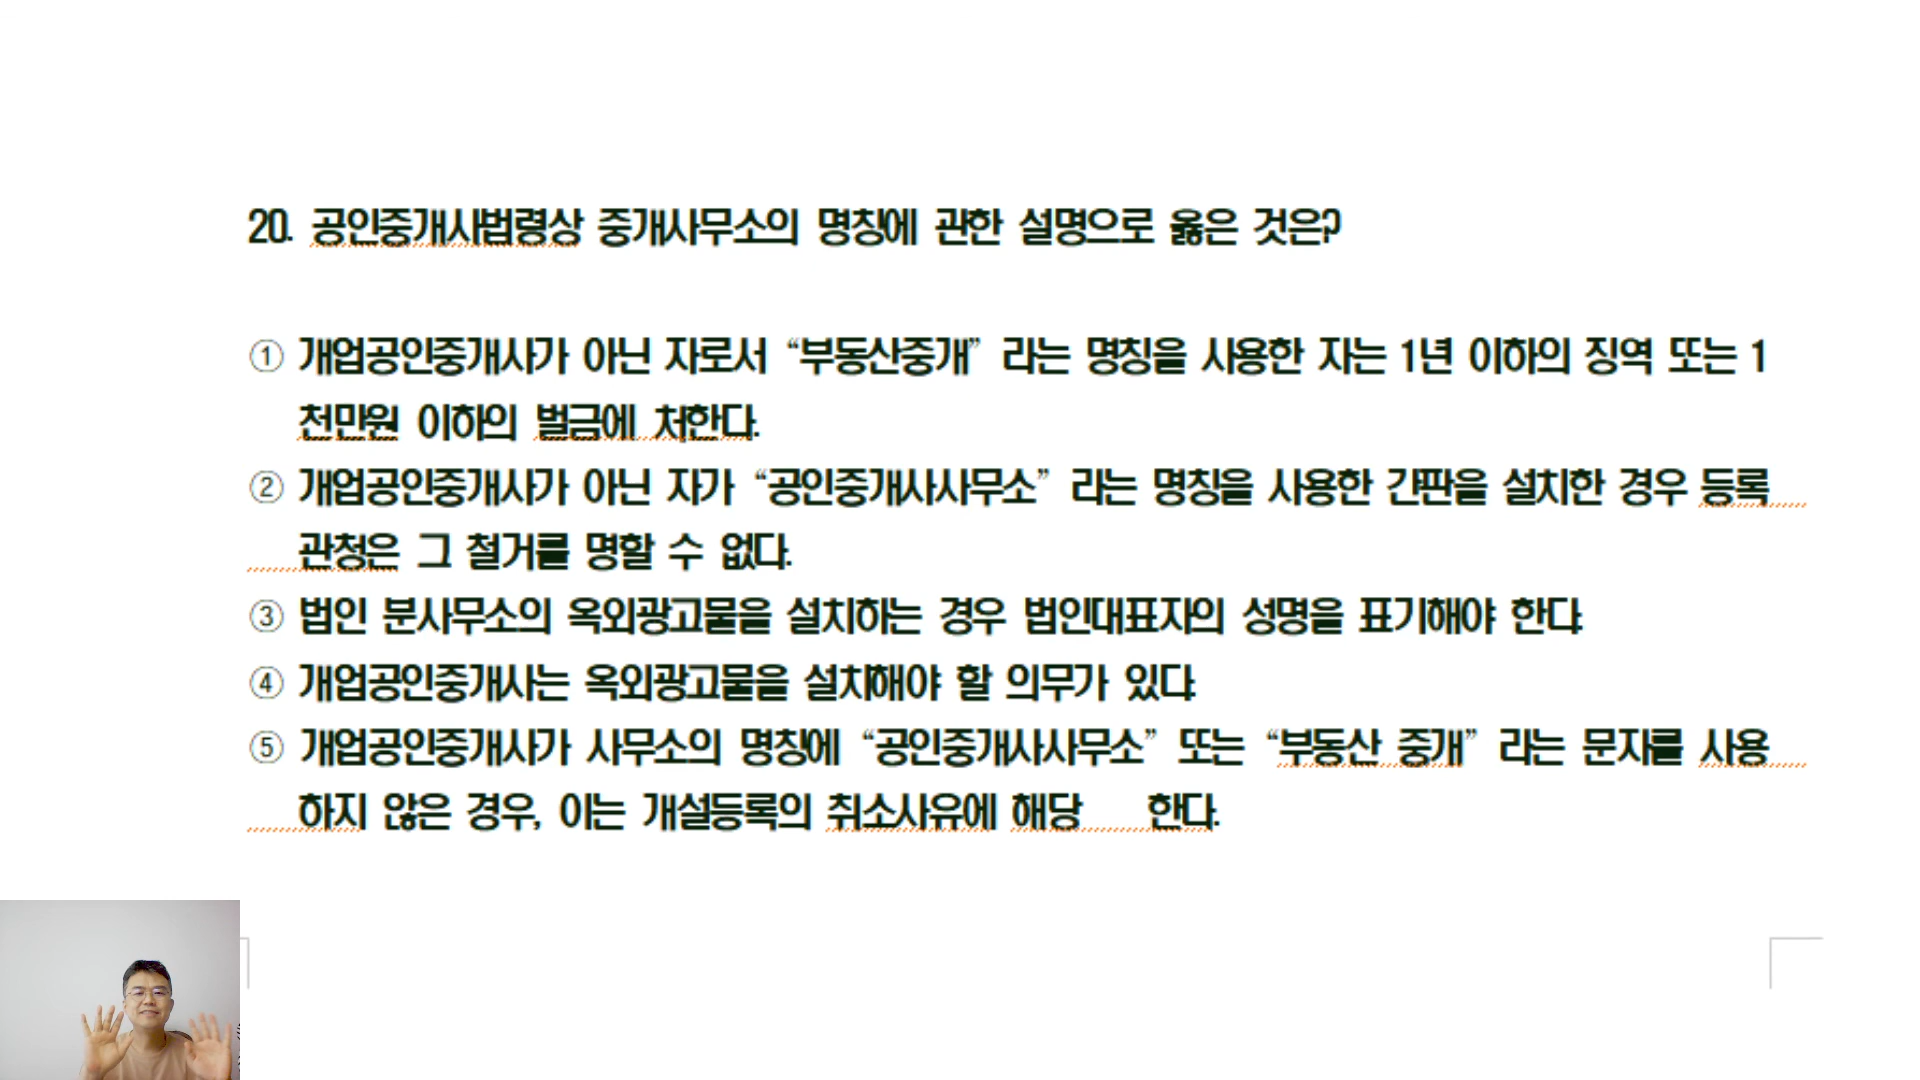 20. 공인중개사법령상 중개사무소의 명칭에 관한 설명으로 옳은 것은?
① 개업공인중개사가 아닌 자로서 “부동산중개” 라는 명칭을 사용한 자는 1년 이하의 징역 또는 1
천만원 이하의 벌금에 처한다.
② 개업공인중개사가 아닌 자가 “공인중개사사무소” 라는 명칭을 사용한 간판을 설치한 경우 등록
관청은 그 철거를 명할 수 없다.
③ 법인 분사무소의 옥외광고물을 설치하는 경우 법인대표자의 성명을 표기해야 한다.
④ 개업공인중개사는 옥외광고물을 설치해야 할 의무가 있다.
⑤ 개업공인중개사가 사무소의 명칭에 “공인중개사사무소” 또는 “부동산 중개” 라는 문자를 사용
하지 않은 경우, 이는 개설등록의 취소사유에 해당 한다.